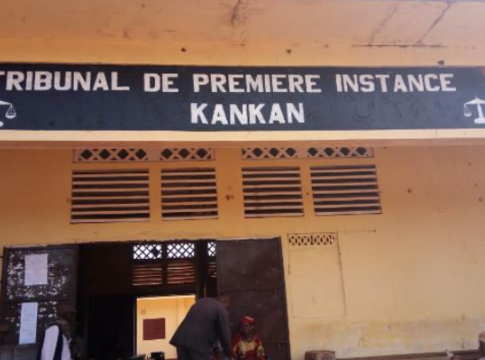 TRIBUNAL DE PREMIERE INSTANCE
KANKAN